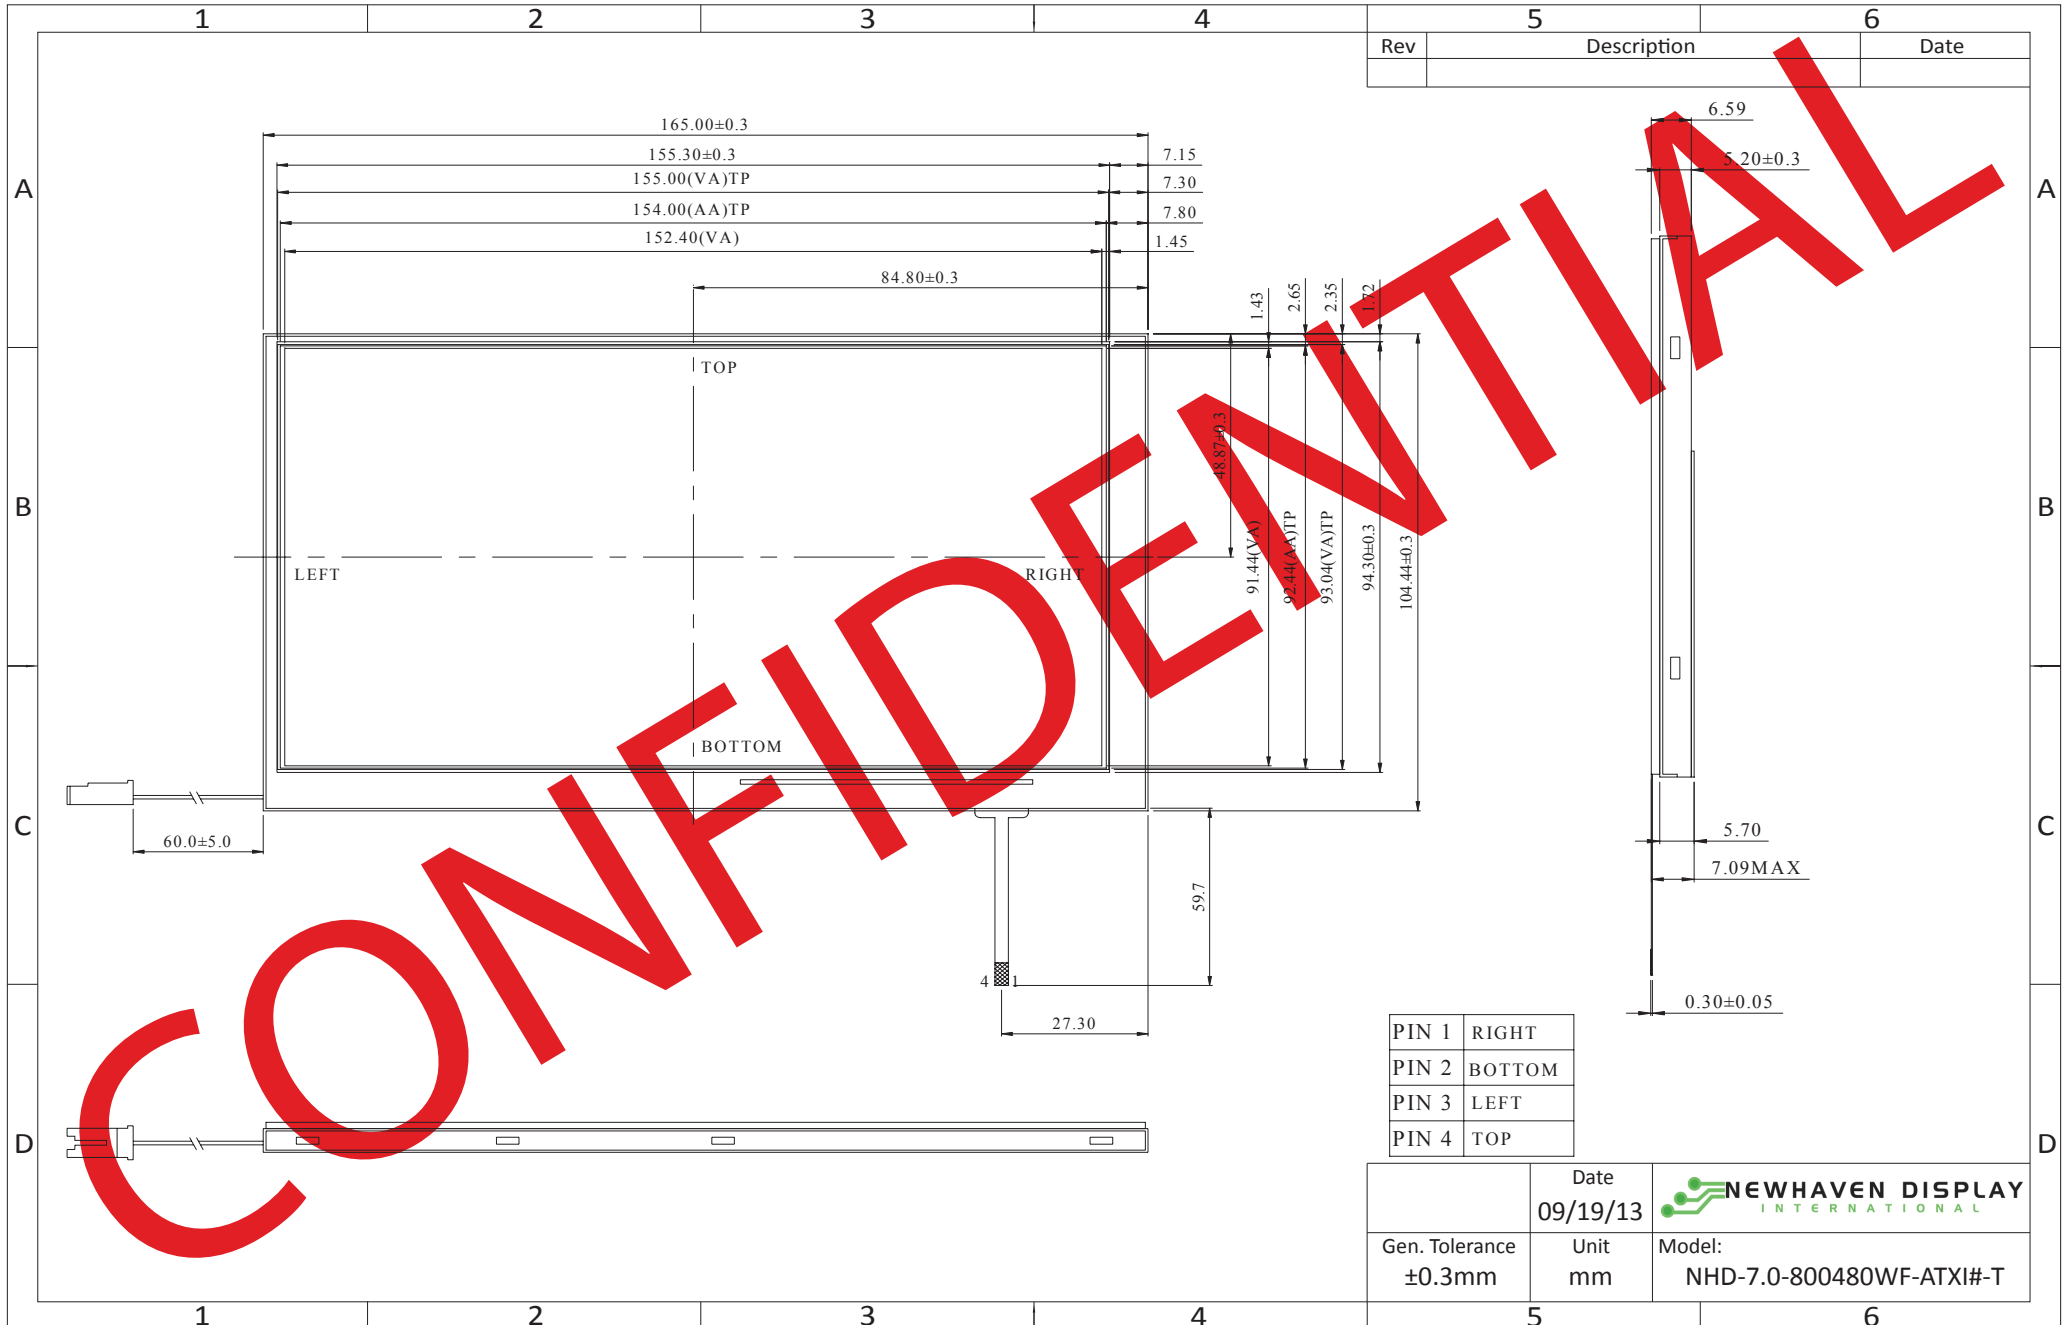 1 2 3 4 5 6
Rev Description Date
A A
B B
C C
D D
165.00±0.3
155.30±0.3 7.15
155.00(VA)TP 7.30
154.00(AA)TP 7.80
152.40(VA) 1.45
84.80±0.3
1.43
2.65
2.35
1.72
6.59
5.20±0.3
TOP
LEFT
RIGHT
BOTTOM
48.87±0.3
91.44(VA)
92.44(AA)TP
93.04(VA)TP
94.30±0.3
104.44±0.3
60.0±5.0
59.7
4 1
27.30
5.70
7.09MAX
0.30±0.05
CONFIDENTIAL
PIN 1 RIGHT
PIN 2 BOTTOM
PIN 3 LEFT
PIN 4 TOP
Date
09/19/13
NEWHAVEN DISPLAY
INTERNATIONAL
Gen. Tolerance
±0.3mm
Unit
mm
Model:
NHD-7.0-800480WF-ATXI#-T
1 2 3 4 5 6